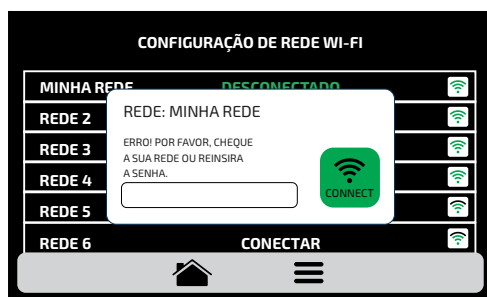 CONFIGURAÇÃO DE REDE WI-FI
MINHA REDE DESCONECTADO
REDE 2
REDE 3
REDE 4
REDE 5
REDE 6 CONECTAR
REDE: MINHA REDE
ERRO! POR FAVOR, CHEQUE
A SUA REDE OU REINSIRA
A SENHA.
CONNECT